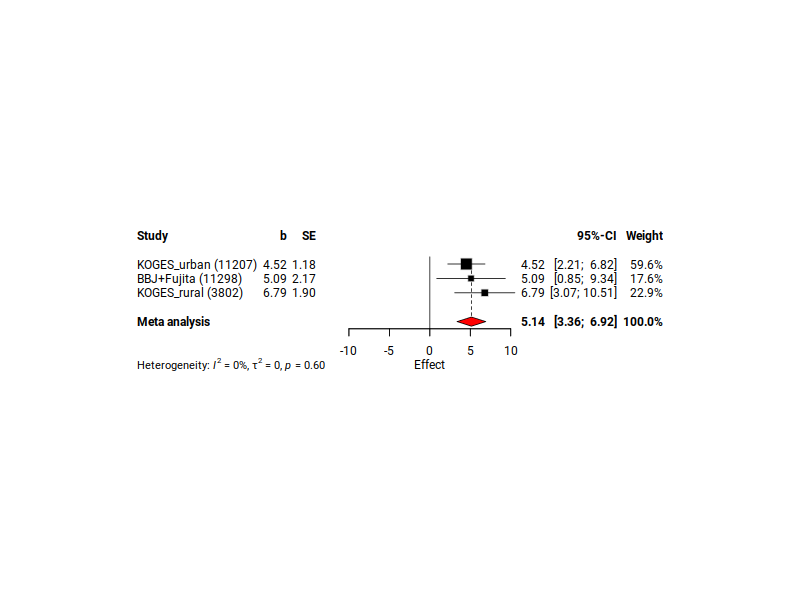 Study b SE 95%-CI Weight
KOGES_urban (11207) 4.52 1.18 4.52 [2.21; 6.82] 59.6%
BBJ+Fujita (11298) 5.09 2.17 5.09 [0.85; 9.34] 17.6%
KOGES_rural (3802) 6.79 1.90 6.79 [3.07; 10.51] 22.9%
Meta analysis 5.14 [3.36; 6.92] 100.0%
-10 -5 0 5 10
Heterogeneity: I² = 0%, τ² = 0, p = 0.60 Effect